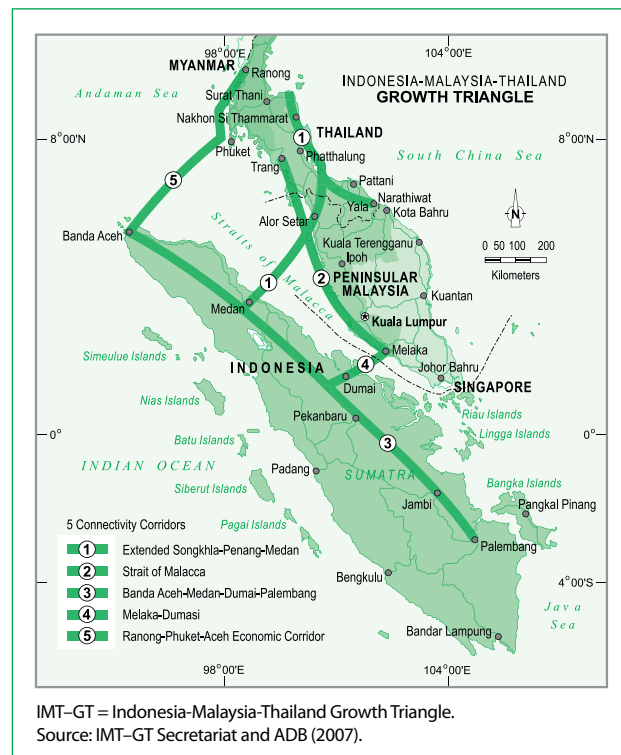 98°00'E
104°00'E
MYANMAR
Ranong
INDONESIA-MALAYSIA-THAILAND
GROWTH TRIANGLE
Andaman Sea
Surat Thani
Nakhon Si Thammarat
THAILAND
8°00'N
1
8°00'N
Phuket
Phatthalung
South China Sea
Trang
Pattani
5
Yala
Narathiwat
Kota Bahru
N
Banda Aceh
Alor Setar
Straits of Malacca
Kuala Terengganu
Ipoh
0 50 100 200
Kilometers
1
2
PENINSULAR
MALAYSIA
Medan
Kuantan
Kuala Lumpur
Simeulue Islands
INDONESIA
4
Melaka
Dumai
Johor Bahru
SINGAPORE
Nias Islands
Pekanbaru
Riau Islands
0°
Batu Islands
3
Lingga Islands
0°
INDIAN OCEAN
Padang
SUMATRA
Siberut Islands
Bangka Islands
Jambi
Pangkal Pinang
Pagai Islands
Palembang
5 Connectivity Corridors
1 Extended Songkhla-Penang-Medan
2 Strait of Malacca
3 Banda Aceh-Medan-Dumai-Palembang
4 Melaka-Dumasi
5 Ranong-Phuket-Aceh Economic Corridor
Bengkulu
4°00'S
Java
Sea
Bandar Lampung
98°00'E
104°00'E
IMT–GT = Indonesia-Malaysia-Thailand Growth Triangle.
Source: IMT–GT Secretariat and ADB (2007).